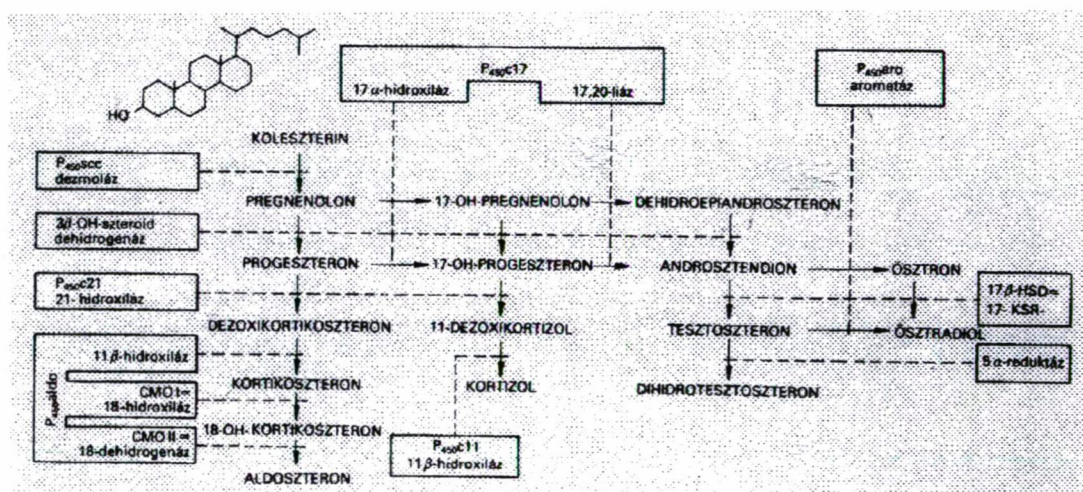 P₄₅₀c17
17 α-hidroxiláz 17,20-liáz
P₄₅₀aro
aromatáz
HO
KOLESZTERIN
P₄₅₀scc
dezmoláz
PREGNENOLON 17-OH-PREGNENOLON DEHIDROEPIANDROSZTERON
3β-OH-szteroid
dehidrogenáz
PROGESZTERON 17-OH-PROGESZTERON ANDROSZTENDION ÖSZTRON
P₄₅₀c21
21- hidroxiláz
17β-HSD=
17- KSR-
DEZOXIKORTIKOSZTERON 11-DEZOXIKORTIZOL TESZTOSZTERON ÖSZTRADIOL
11β-hidroxiláz
5α-reduktáz
KORTIKOSZTERON KORTIZOL DIHIDROTESZTOSZTERON
P₄₅₀aldo
CMO I=
18-hidroxiláz
18-OH- KORTIKOSZTERON
CMO II =
18-dehidrogenáz
P₄₅₀c11
11β-hidroxiláz
ALDOSZTERON